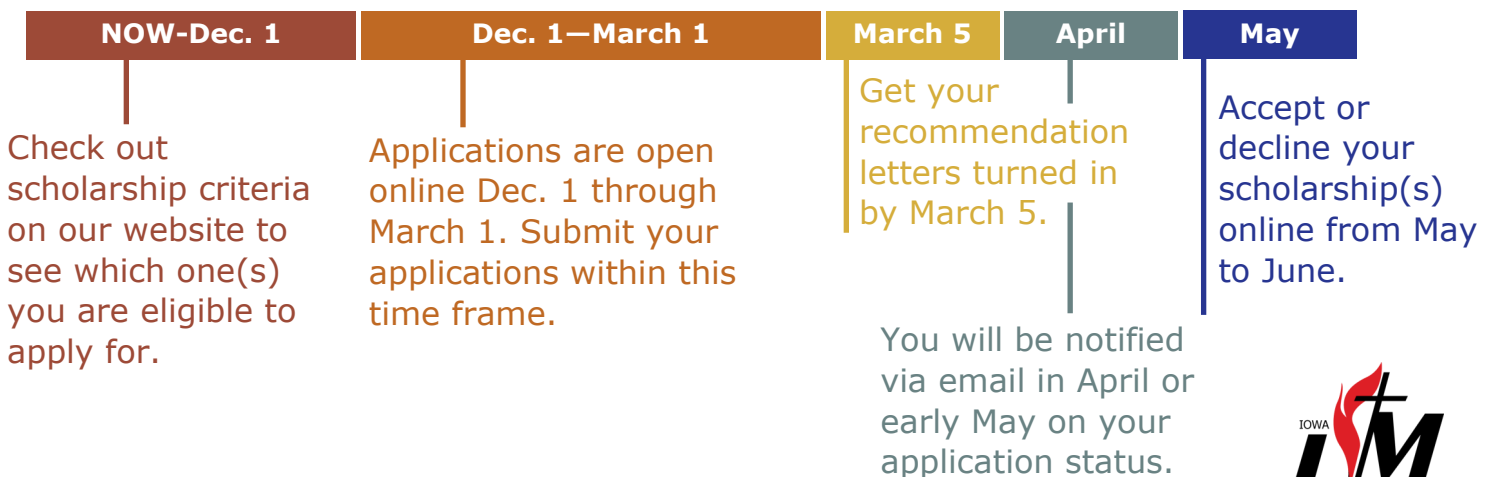 NOW-Dec. 1
Dec. 1—March 1
March 5
April
May
Check out
scholarship criteria
on our website to
see which one(s)
you are eligible to
apply for.
Applications are open
online Dec. 1 through
March 1. Submit your
applications within this
time frame.
Get your
recommendation
letters turned in
by March 5.
You will be notified
via email in April or
early May on your
application status.
Accept or
decline your
scholarship(s)
online from May
to June.
IOWA